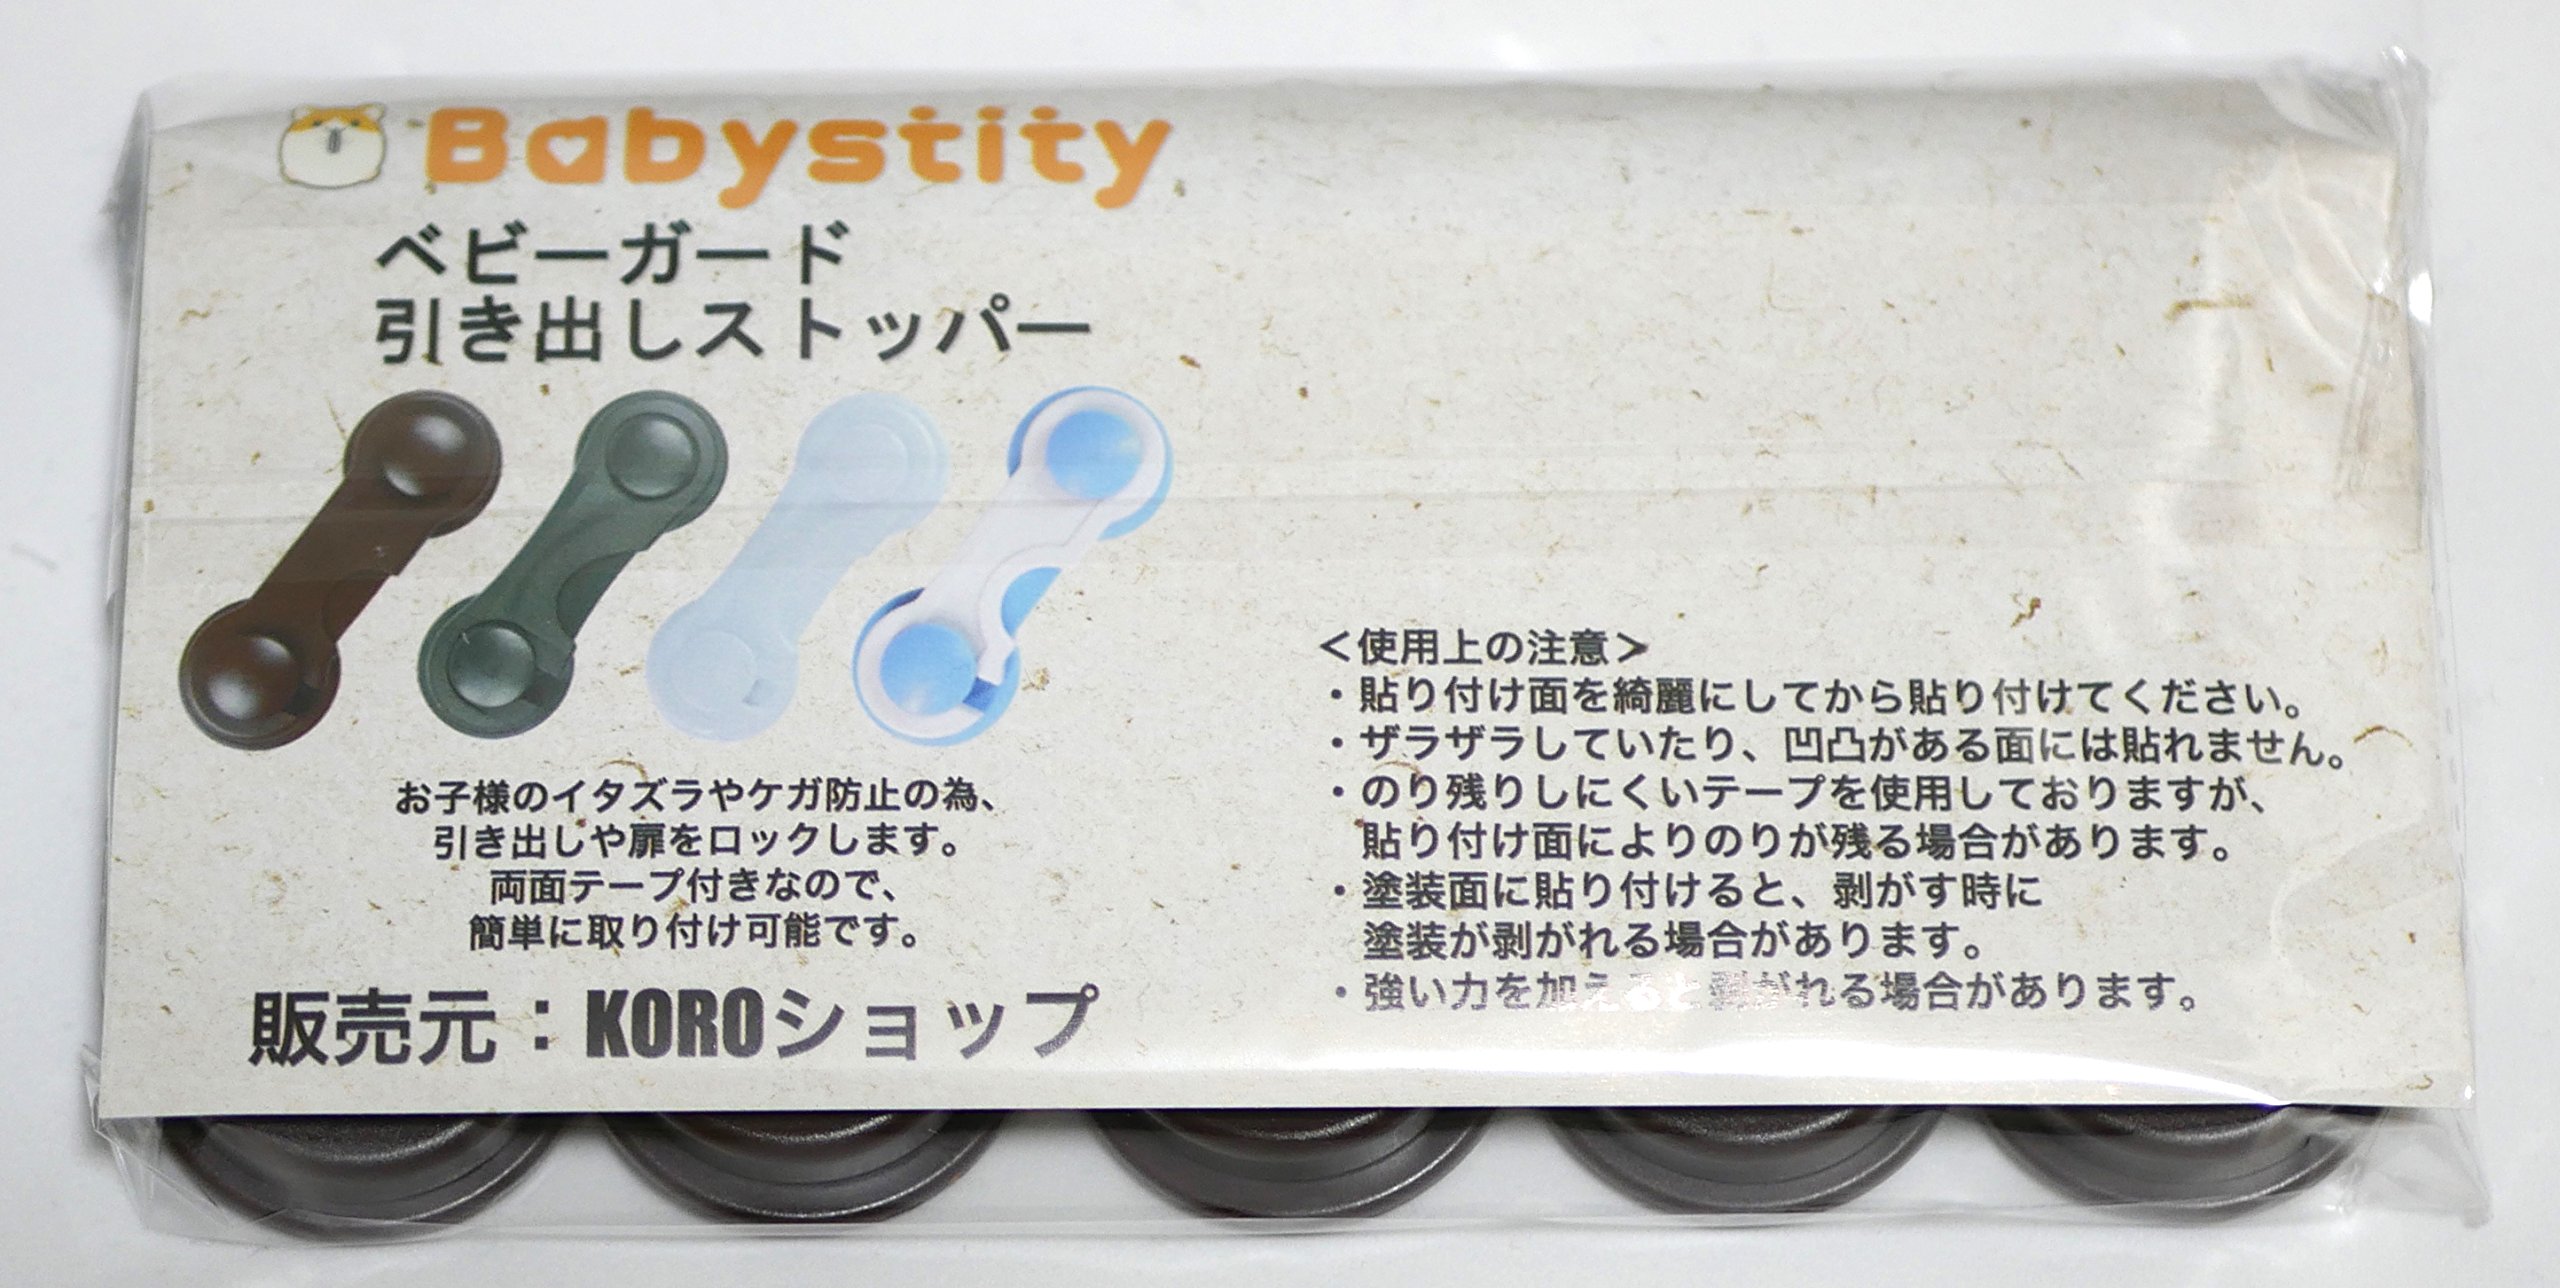 Babystity
ベビーガード
引き出しストッパー
お子様のイタズラやケガ防止の為、
引き出しや扉をロックします。
両面テープ付きなので、
簡単に取り付け可能です。
販売元：KOROショップ
＜使用上の注意＞
・貼り付け面を綺麗にしてから貼り付けてください。
・ザラザラしていたり、凹凸がある面には貼れません。
・のり残りしにくいテープを使用しておりますが、
貼り付け面によりのりが残る場合があります。
・塗装面に貼り付けると、剥がす時に
塗装が剥がれる場合があります。
・強い力を加えると剥がれる場合があります。